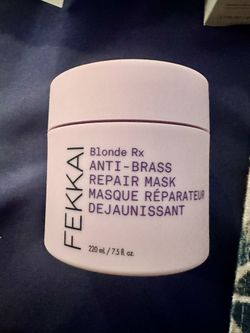 FEKKAI
Blonde Rx
ANTI-BRASS
REPAIR MASK
MASQUE RÉPARATEUR
DEJAUNISSANT
220 mL / 7.5 fl. oz.